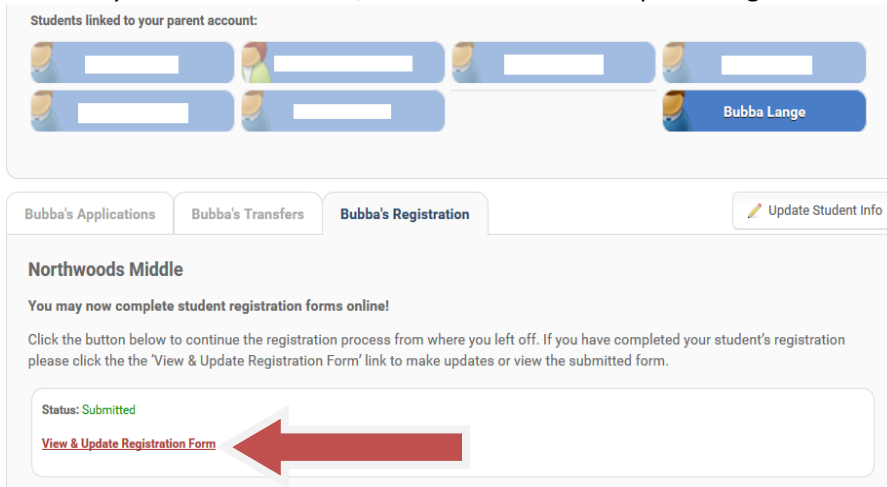 Students linked to your parent account:
Bubba Lange
Bubba's Applications
Bubba's Transfers
Bubba's Registration
Update Student Info
Northwoods Middle
You may now complete student registration forms online!
Click the button below to continue the registration process from where you left off. If you have completed your student's registration
please click the the 'View & Update Registration Form' link to make updates or view the submitted form.
Status: Submitted
View & Update Registration Form